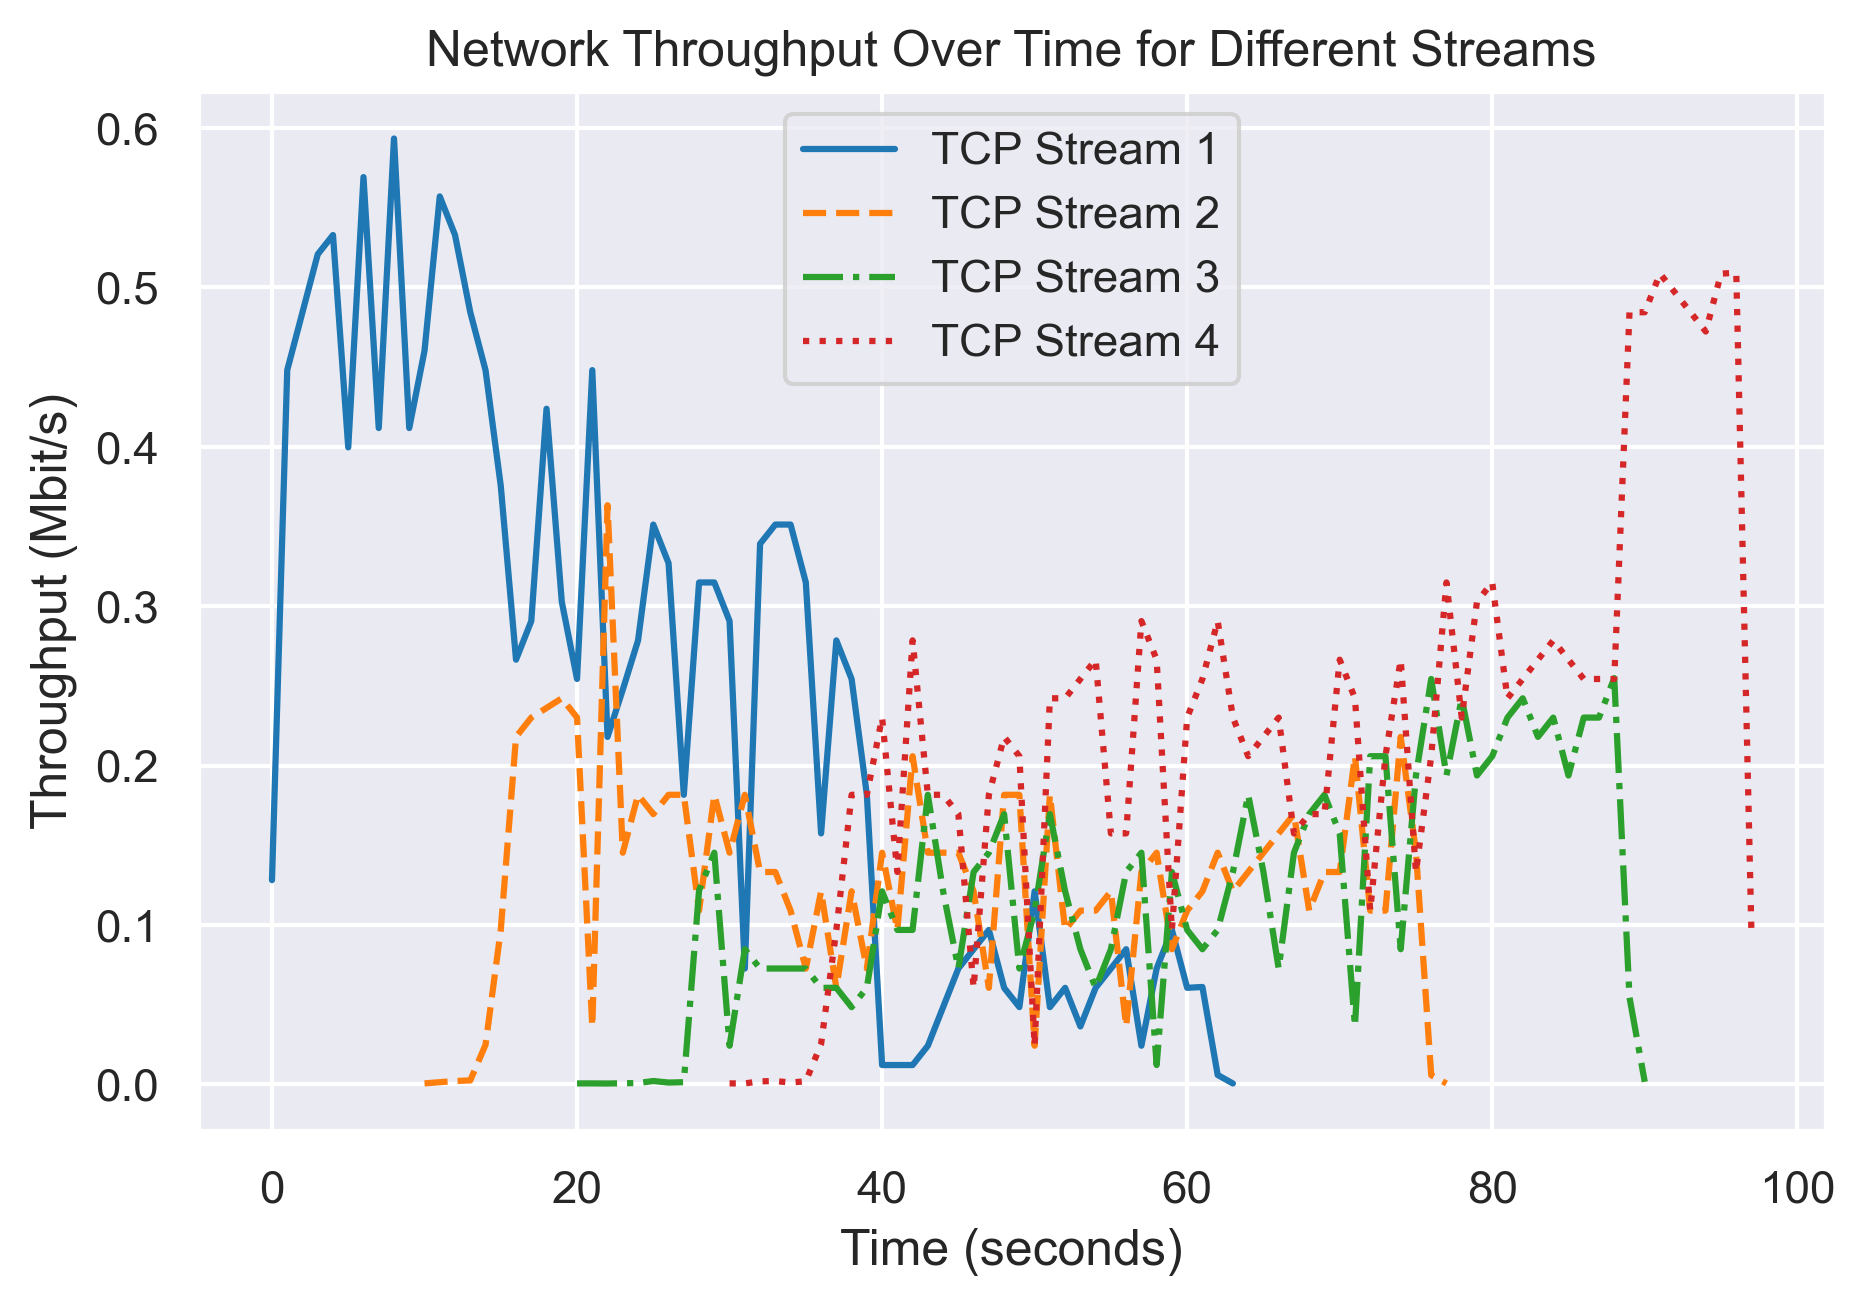 Network Throughput Over Time for Different Streams
TCP Stream 1
TCP Stream 2
TCP Stream 3
TCP Stream 4
Throughput (Mbit/s)
0.6
0.5
0.4
0.3
0.2
0.1
0.0
0 20 40 60 80 100
Time (seconds)